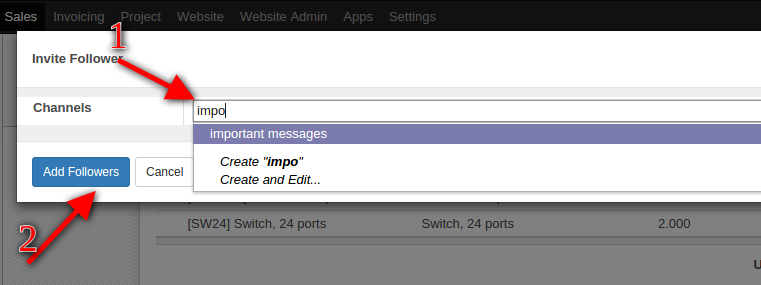 Sales Invoicing Project Website Website Admin Apps Settings
1
Invite Follower
Channels impo
important messages
Create "impo"
Create and Edit...
Add Followers Cancel
[SW24] Switch, 24 ports Switch, 24 ports 2.000
2